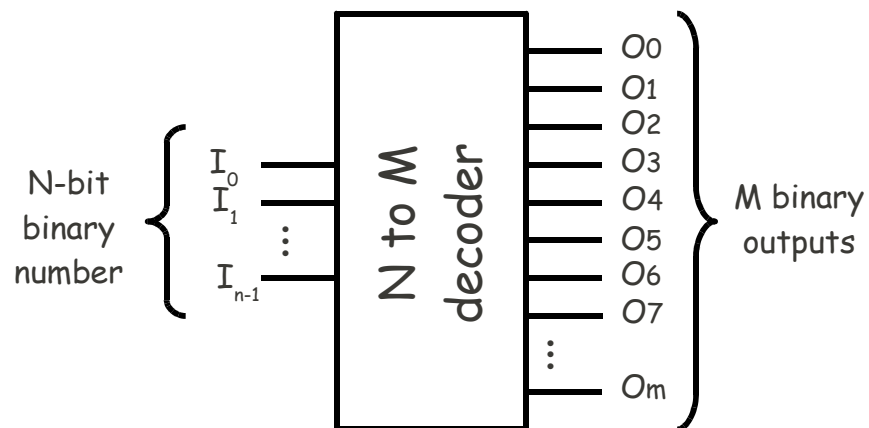 N-bit
binary
number
I0
I1
⋮
In-1
N to M
decoder
O0
O1
O2
O3
O4
O5
O6
O7
⋮
Om
M binary
outputs